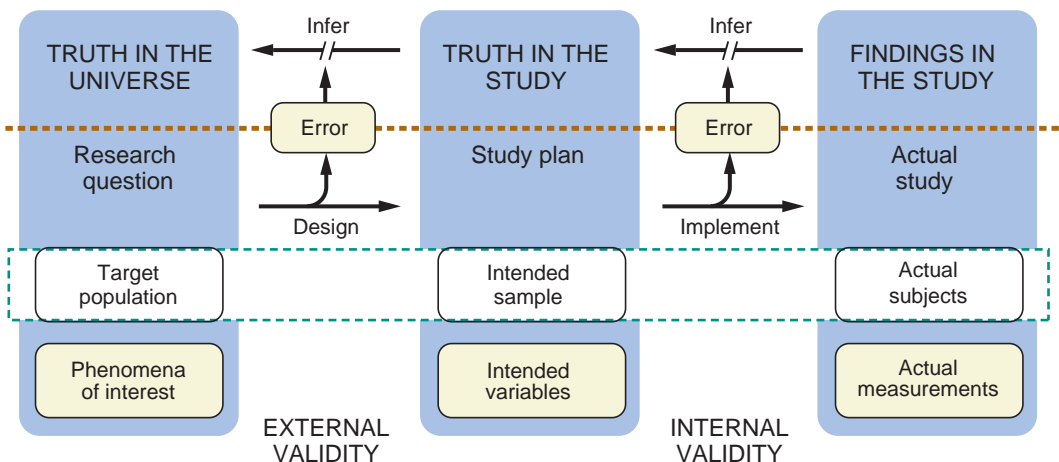 Infer
Infer
TRUTH IN THE
UNIVERSE
TRUTH IN THE
STUDY
FINDINGS IN
THE STUDY
Error
Error
Research
question
Study plan
Actual
study
Design
Implement
Target
population
Intended
sample
Actual
subjects
Phenomena
of interest
Intended
variables
Actual
measurements
EXTERNAL
VALIDITY
INTERNAL
VALIDITY